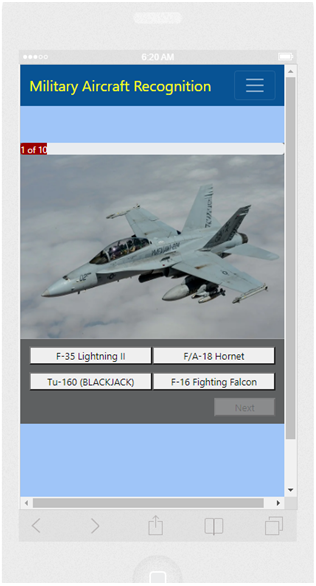 6:20 AM
Military Aircraft Recognition
1 of 10
F-35 Lightning II
F/A-18 Hornet
Tu-160 (BLACKJACK)
F-16 Fighting Falcon
Next